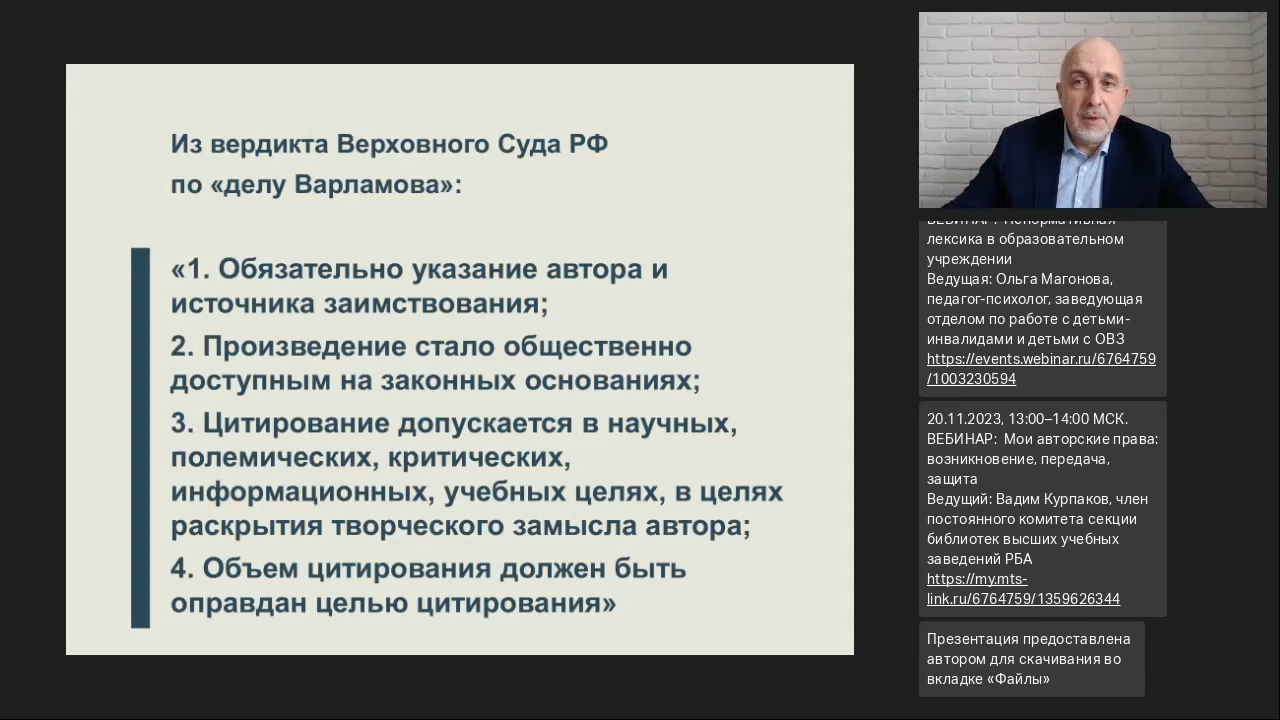 Из вердикта Верховного Суда РФ
по «делу Варламова»:
«1. Обязательно указание автора и
источника заимствования;
2. Произведение стало общественно
доступным на законных основаниях;
3. Цитирование допускается в научных,
полемических, критических,
информационных, учебных целях, в целях
раскрытия творческого замысла автора;
4. Объем цитирования должен быть
оправдан целью цитирования»
ВЕБИНАР: Ненормативная
лексика в образовательном
учреждении
Ведущая: Ольга Магонова,
педагог-психолог, заведующая
отделом по работе с детьми-
инвалидами и детьми с ОВЗ
https://events.webinar.ru/6764759
/1003230594
20.11.2023, 13:00–14:00 МСК.
ВЕБИНАР: Мои авторские права:
возникновение, передача,
защита
Ведущий: Вадим Курпаков, член
постоянного комитета секции
библиотек высших учебных
заведений РБА
https://my.mts-
link.ru/6764759/1359626344
Презентация предоставлена
автором для скачивания во
вкладке «Файлы»